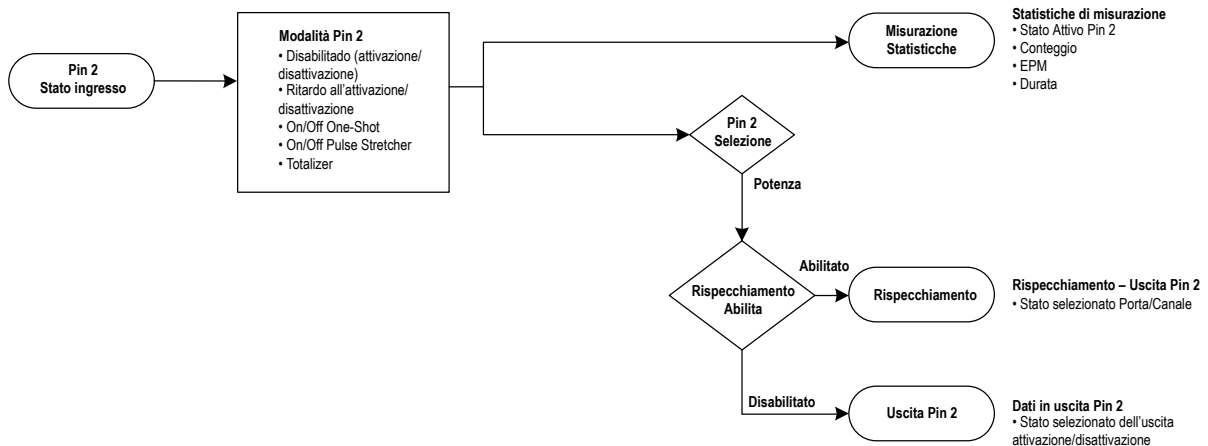 Pin 2
Stato ingresso
Modalità Pin 2
• Disabilitado (attivazione/
disattivazione)
• Ritardo all'attivazione/
disattivazione
• On/Off One-Shot
• On/Off Pulse Stretcher
• Totalizer
Misurazione
Statisticche
Statistiche di misurazione
• Stato Attivo Pin 2
• Conteggio
• EPM
• Durata
Pin 2
Selezione
Potenza
Rispecchiamento
Abilita
Abilitato
Rispecchiamento
Rispecchiamento – Uscita Pin 2
• Stato selezionato Porta/Canale
Disabilitato
Uscita Pin 2
Dati in uscita Pin 2
• Stato selezionato dell'uscita
attivazione/disattivazione